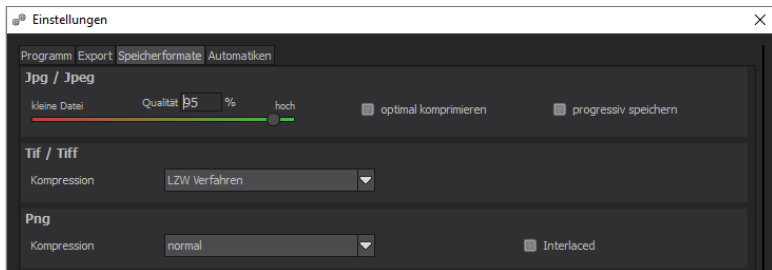 Einstellungen
Programm Export Speicherformate Automatiken
Jpg / Jpeg
kleine Datei Qualität 95 % hoch optimal komprimieren progressiv speichern
Tif / Tiff
Kompression LZW Verfahren
Png
Kompression normal Interlaced